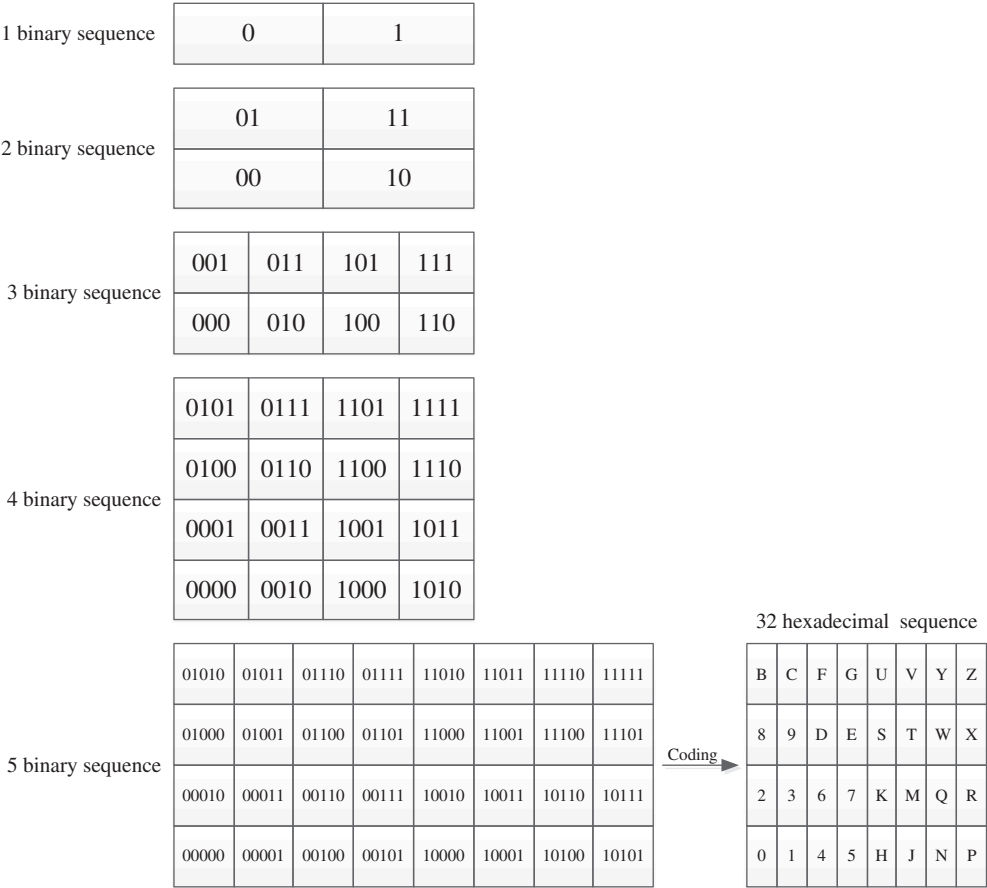 1 binary sequence
0 1
2 binary sequence
01 11
00 10
3 binary sequence
001 011 101 111
000 010 100 110
4 binary sequence
0101 0111 1101 1111
0100 0110 1100 1110
0001 0011 1001 1011
0000 0010 1000 1010
5 binary sequence
01010 01011 01110 01111 11010 11011 11110 11111
01000 01001 01100 01101 11000 11001 11100 11101
00010 00011 00110 00111 10010 10011 10110 10111
00000 00001 00100 00101 10000 10001 10100 10101
Coding
32 hexadecimal sequence
B C F G U V Y Z
8 9 D E S T W X
2 3 6 7 K M Q R
0 1 4 5 H J N P